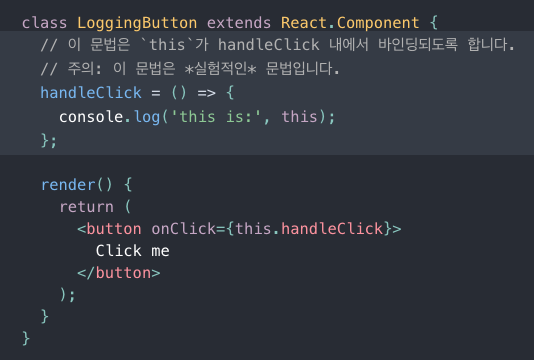 class LoggingButton extends React.Component {
  // 이 문법은 `this`가 handleClick 내에서 바인딩되도록 합니다.
  // 주의: 이 문법은 *실험적인* 문법입니다.
  handleClick = () => {
    console.log('this is:', this);
  };
  render() {
    return (
      <button onClick={this.handleClick}>
        Click me
      </button>
    );
  }
}